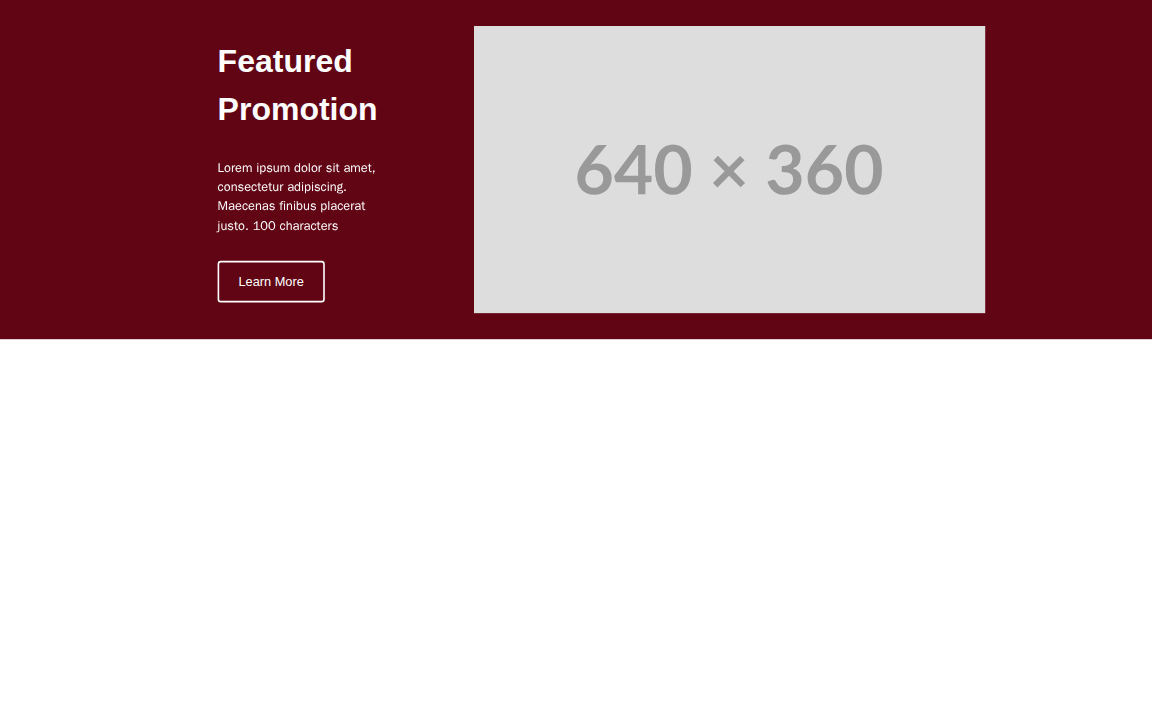 Featured
Promotion
Lorem ipsum dolor sit amet,
consectetur adipiscing.
Maecenas finibus placerat
justo. 100 characters
Learn More
640 × 360